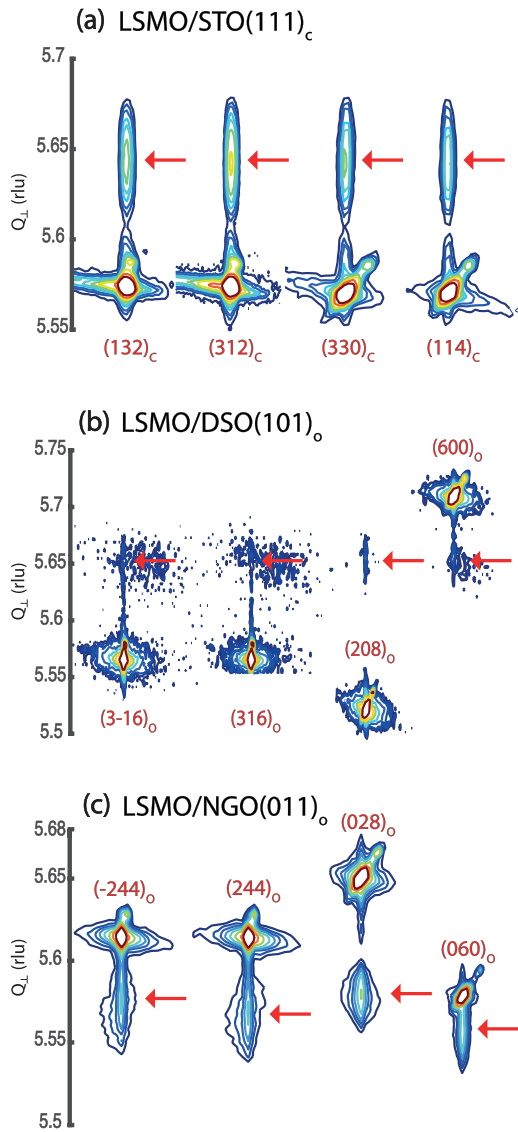 (a) LSMO/STO(111)c
5.7
5.65
5.6
5.55
Q⊥ (rlu)
(132)C (312)C (330)C (114)C
(b) LSMO/DSO(101)o
5.75
5.7
5.65
5.6
5.55
5.5
Q⊥ (rlu)
(600)O
(208)O
(3-16)O (316)O
(c) LSMO/NGO(011)o
5.68
5.65
5.6
5.55
5.5
Q⊥ (rlu)
(028)O
(-244)O (244)O
(060)O